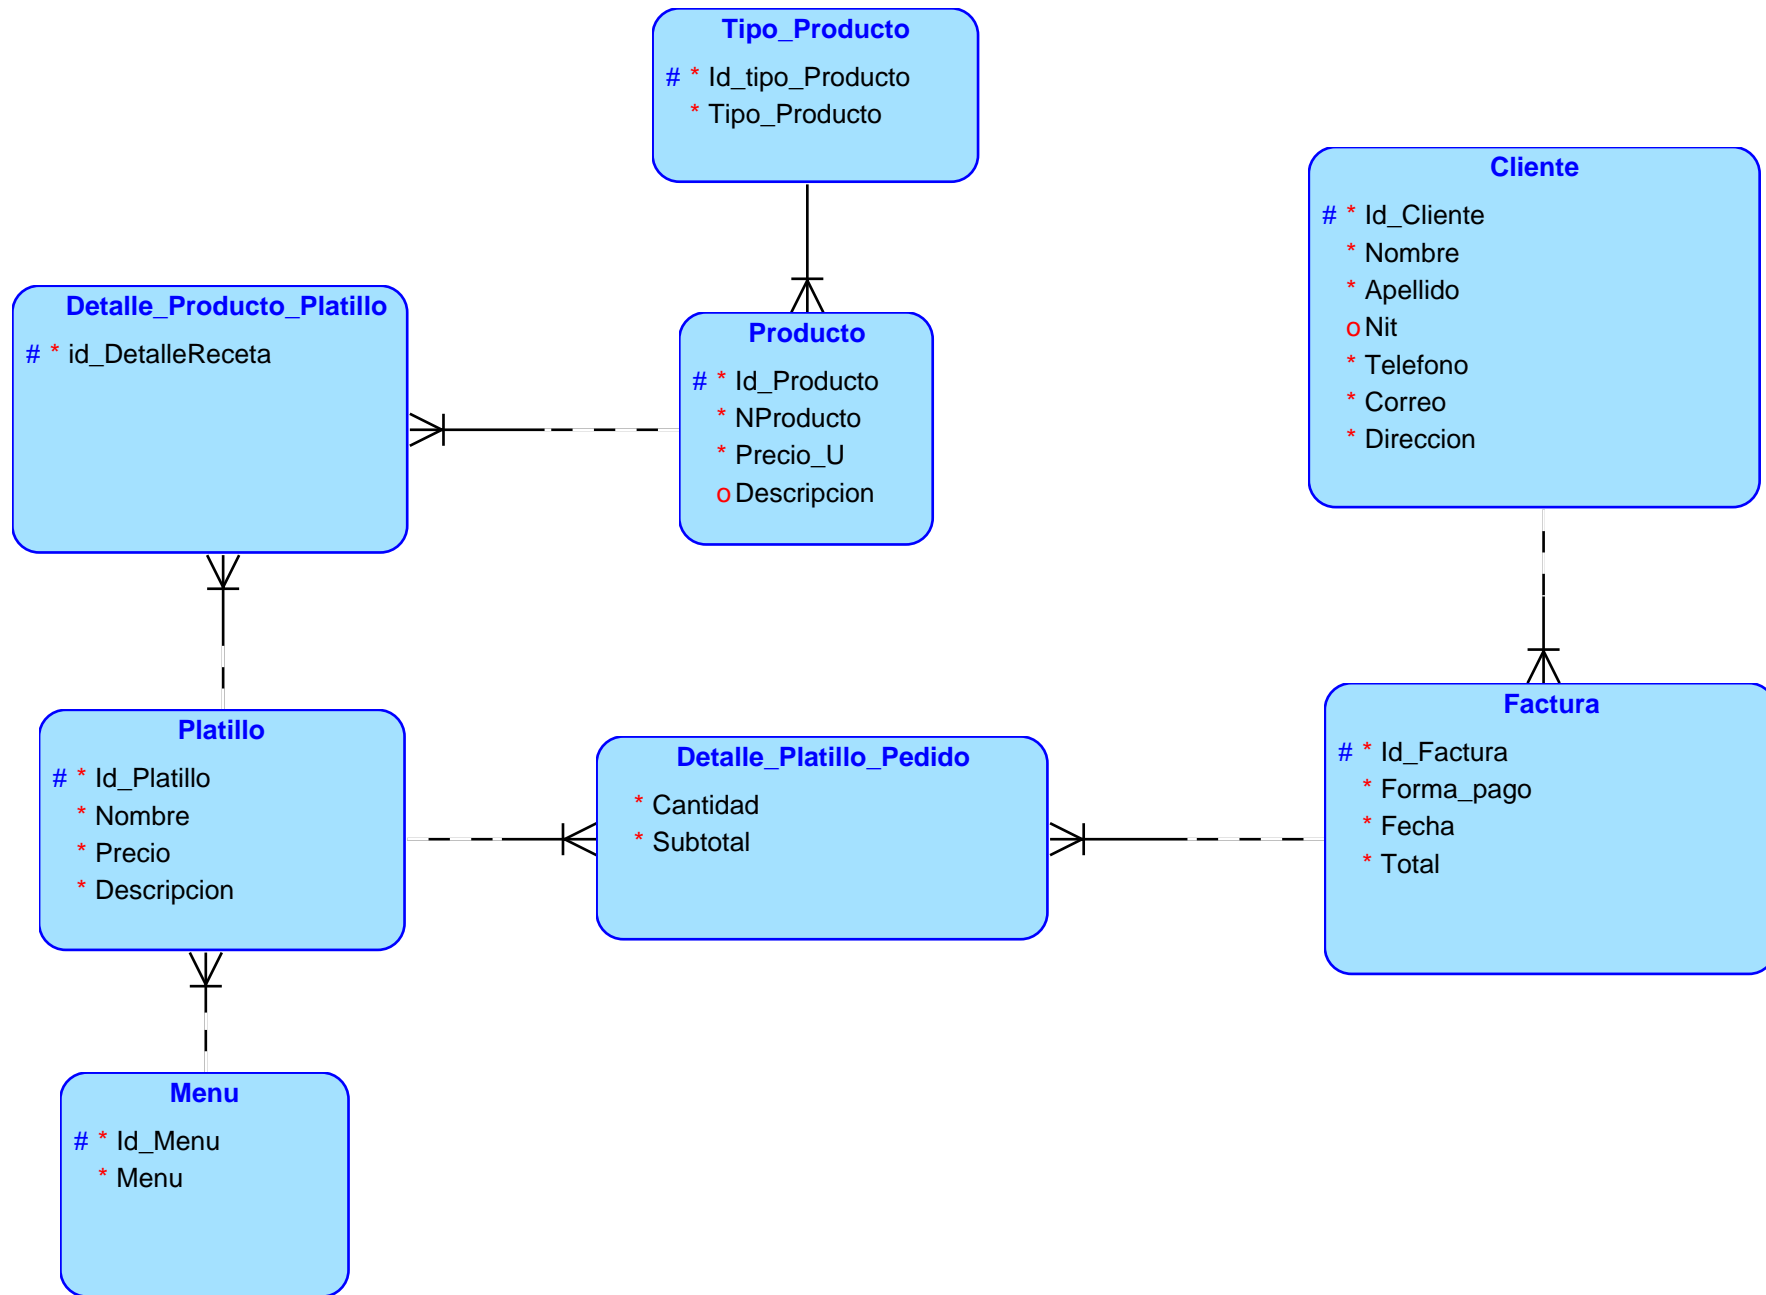 Tipo_Producto
# * Id_tipo_Producto
* Tipo_Producto
Cliente
# * Id_Cliente
* Nombre
* Apellido
o Nit
* Telefono
* Correo
* Direccion
Detalle_Producto_Platillo
# * id_DetalleReceta
Producto
# * Id_Producto
* NProducto
* Precio_U
o Descripcion
Platillo
# * Id_Platillo
* Nombre
* Precio
* Descripcion
Detalle_Platillo_Pedido
* Cantidad
* Subtotal
Factura
# * Id_Factura
* Forma_pago
* Fecha
* Total
Menu
# * Id_Menu
* Menu